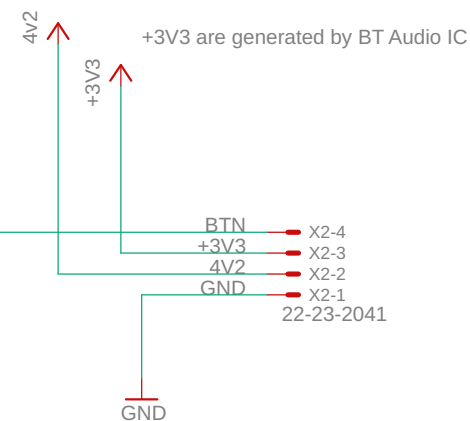 4v2
+3V3 are generated by BT Audio IC
+3V3
BTN X2-4
+3V3 X2-3
4V2 X2-2
GND X2-1
22-23-2041
GND